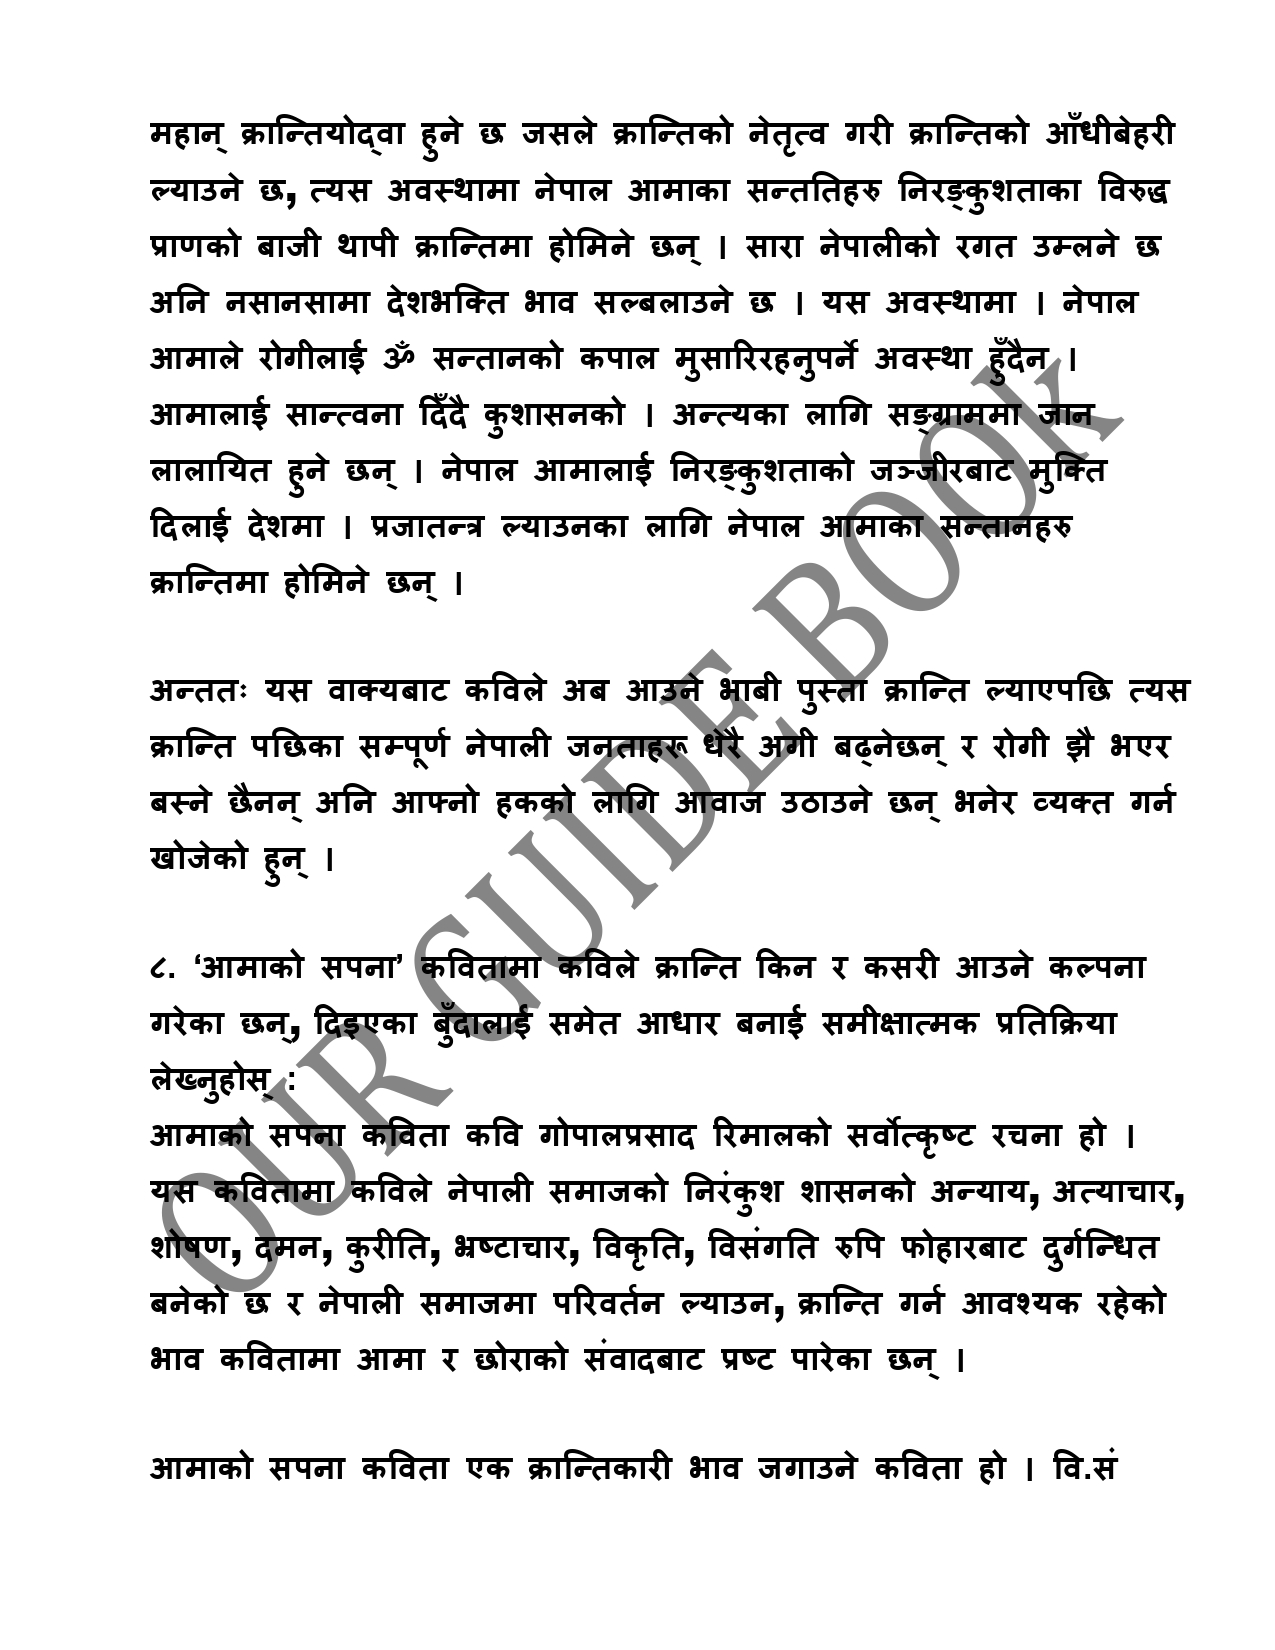 महान् क्रान्तियोद्वा हुने छ जसले क्रान्तिको नेतृत्व गरी क्रान्तिको आँधीबेहरी
ल्याउने छ, त्यस अवस्थामा नेपाल आमाका सन्ततिहरु निरङ्कुशताका विरुद्ध
प्राणको बाजी थापी क्रान्तिमा होमिने छन् । सारा नेपालीको रगत उम्लने छ
अनि नसानसामा देशभक्ति भाव सल्बलाउने छ । यस अवस्थामा । नेपाल
आमाले रोगीलाई ॐ सन्तानको कपाल मुसारिरहनुपर्ने अवस्था हुँदैन ।
आमालाई सान्त्वना दिँदै कुशासनको । अन्त्यका लागि सङ्ग्राममा जान
लालायित हुने छन् । नेपाल आमालाई निरङ्कुशताको जञ्जीरबाट मुक्ति
दिलाई देशमा । प्रजातन्त्र ल्याउनका लागि नेपाल आमाका सन्तानहरु
क्रान्तिमा होमिने छन् ।
अन्ततः यस वाक्यबाट कविले अब आउने भाबी पुस्ता क्रान्ति ल्याएपछि त्यस
क्रान्ति पछिका सम्पूर्ण नेपाली जनताहरू धेरै अगी बढ्नेछन् र रोगी झै भएर
बस्ने छैनन् अनि आफ्नो हकको लागि आवाज उठाउने छन् भनेर व्यक्त गर्न
खोजेको हुन् ।
८. ‘आमाको सपना’ कवितामा कविले क्रान्ति किन र कसरी आउने कल्पना
गरेका छन्, दिइएका बुँदालाई समेत आधार बनाई समीक्षात्मक प्रतिक्रिया
लेख्नुहोस् :
आमाको सपना कविता कवि गोपालप्रसाद रिमालको सर्वोत्कृष्ट रचना हो ।
यस कवितामा कविले नेपाली समाजको निरंकुश शासनको अन्याय, अत्याचार,
शोषण, दमन, कुरीति, भ्रष्टाचार, विकृति, विसंगति रुपि फोहारबाट दुर्गन्धित
बनेको छ र नेपाली समाजमा परिवर्तन ल्याउन, क्रान्ति गर्न आवश्यक रहेको
भाव कवितामा आमा र छोराको संवादबाट प्रष्ट पारेका छन् ।
आमाको सपना कविता एक क्रान्तिकारी भाव जगाउने कविता हो । वि.सं
OUR GUIDE BOOK